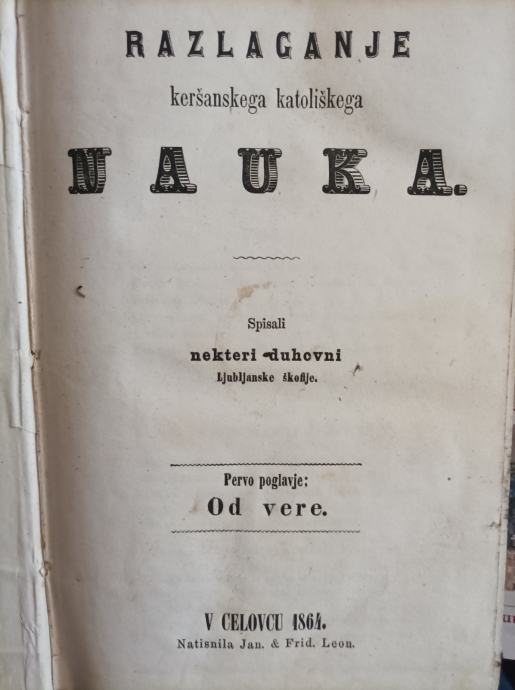 RAZLAGANJE
keršanskega katoliškega
NAUKA.
Spisali
nekteri duhovni
Ljubljanske škofije.
Pervo poglavje:
Od vere.
V CELOVCU 1864.
Natisnila Jan. & Frid. Leon.